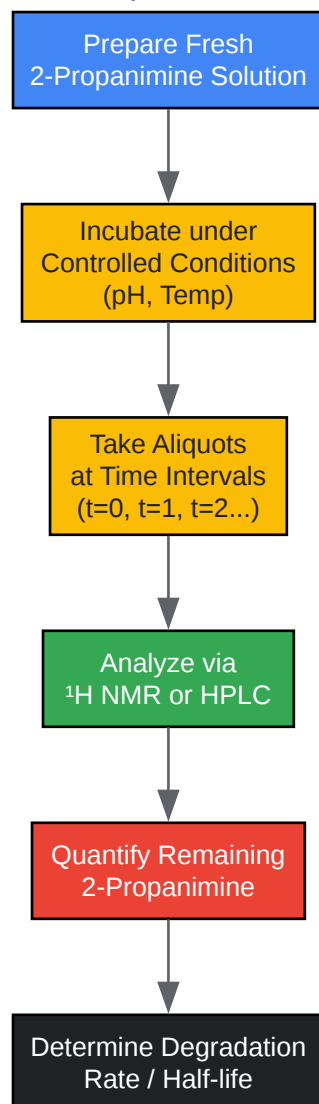 Prepare Fresh
2-Propanimine Solution
Incubate under
Controlled Conditions
(pH, Temp)
Take Aliquots
at Time Intervals
(t=0, t=1, t=2...)
Analyze via
¹H NMR or HPLC
Quantify Remaining
2-Propanimine
Determine Degradation
Rate / Half-life